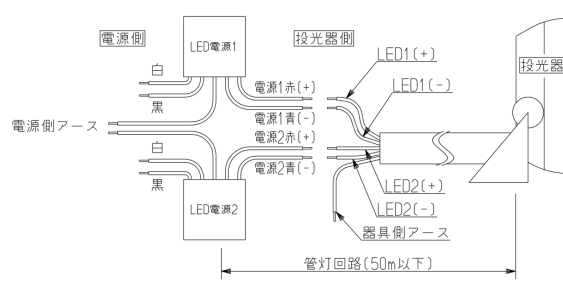 電源側
LED電源1
投光器側
LED1(+)
投光器
白
電源1赤(+)
LED1(-)
黒
電源1青(-)
電源側アース
電源2赤(+)
白
電源2青(-)
黒
LED2(+)
LED電源2
LED2(-)
器具側アース
管灯回路(50m以下)